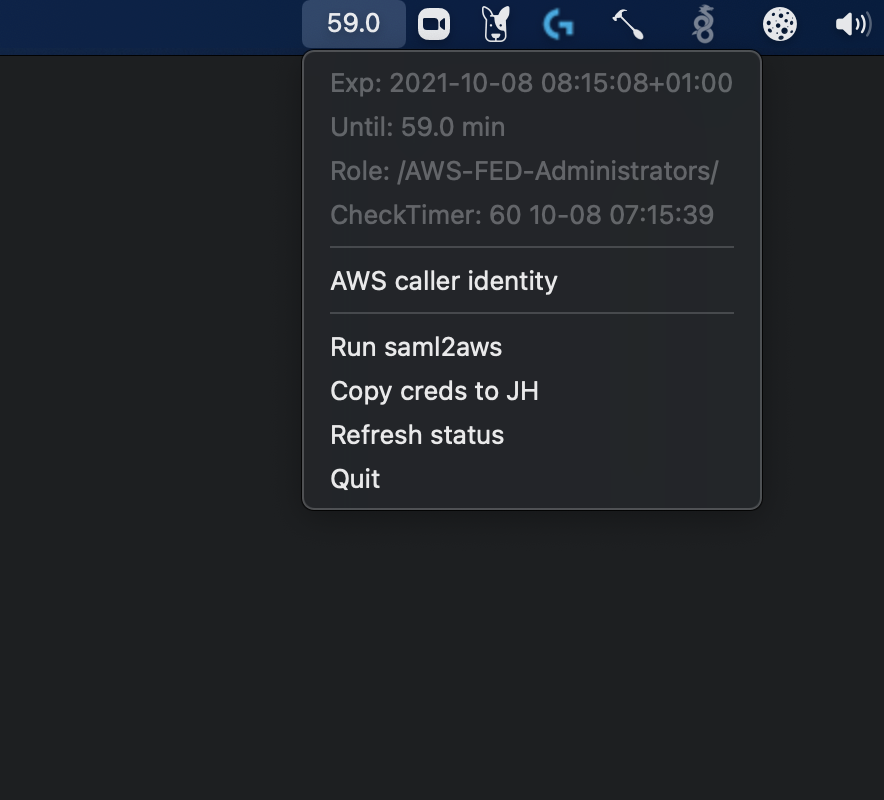 59.0
Exp: 2021-10-08 08:15:08+01:00
Until: 59.0 min
Role: /AWS-FED-Administrators/
CheckTimer: 60 10-08 07:15:39
AWS caller identity
Run saml2aws
Copy creds to JH
Refresh status
Quit